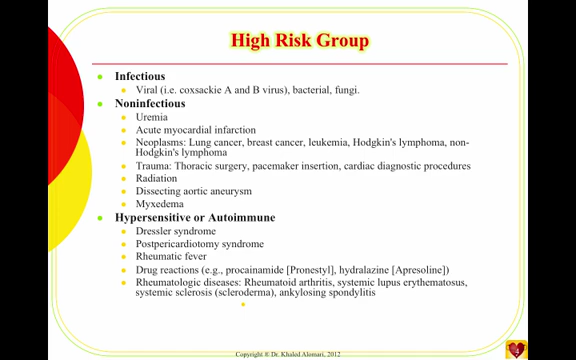 High Risk Group
Infectious
Viral (i.e. coxsackie A and B virus), bacterial, fungi.
Noninfectious
Uremia
Acute myocardial infarction
Neoplasms: Lung cancer, breast cancer, leukemia, Hodgkin's lymphoma, non-
Hodgkin's lymphoma
Trauma: Thoracic surgery, pacemaker insertion, cardiac diagnostic procedures
Radiation
Dissecting aortic aneurysm
Myxedema
Hypersensitive or Autoimmune
Dressler syndrome
Postpericardiotomy syndrome
Rheumatic fever
Drug reactions (e.g., procainamide [Pronestyl], hydralazine [Apresoline])
Rheumatologic diseases: Rheumatoid arthritis, systemic lupus erythematosus,
systemic sclerosis (scleroderma), ankylosing spondylitis
Copyright ® Dr. Khaled Alomari, 2012